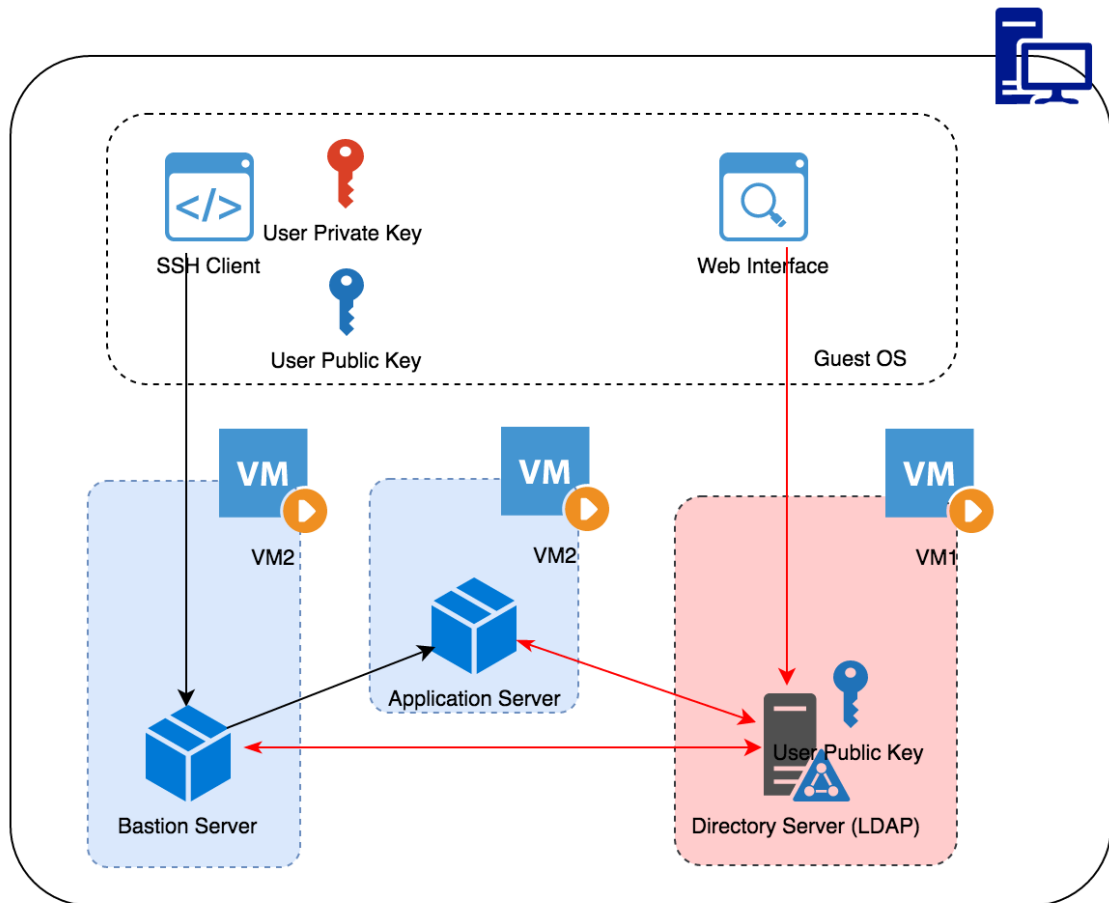 </>
User Private Key
SSH Client
Web Interface
User Public Key
Guest OS
VM
VM2
VM
VM2
VM
VM1
Application Server
User Public Key
Bastion Server
Directory Server (LDAP)